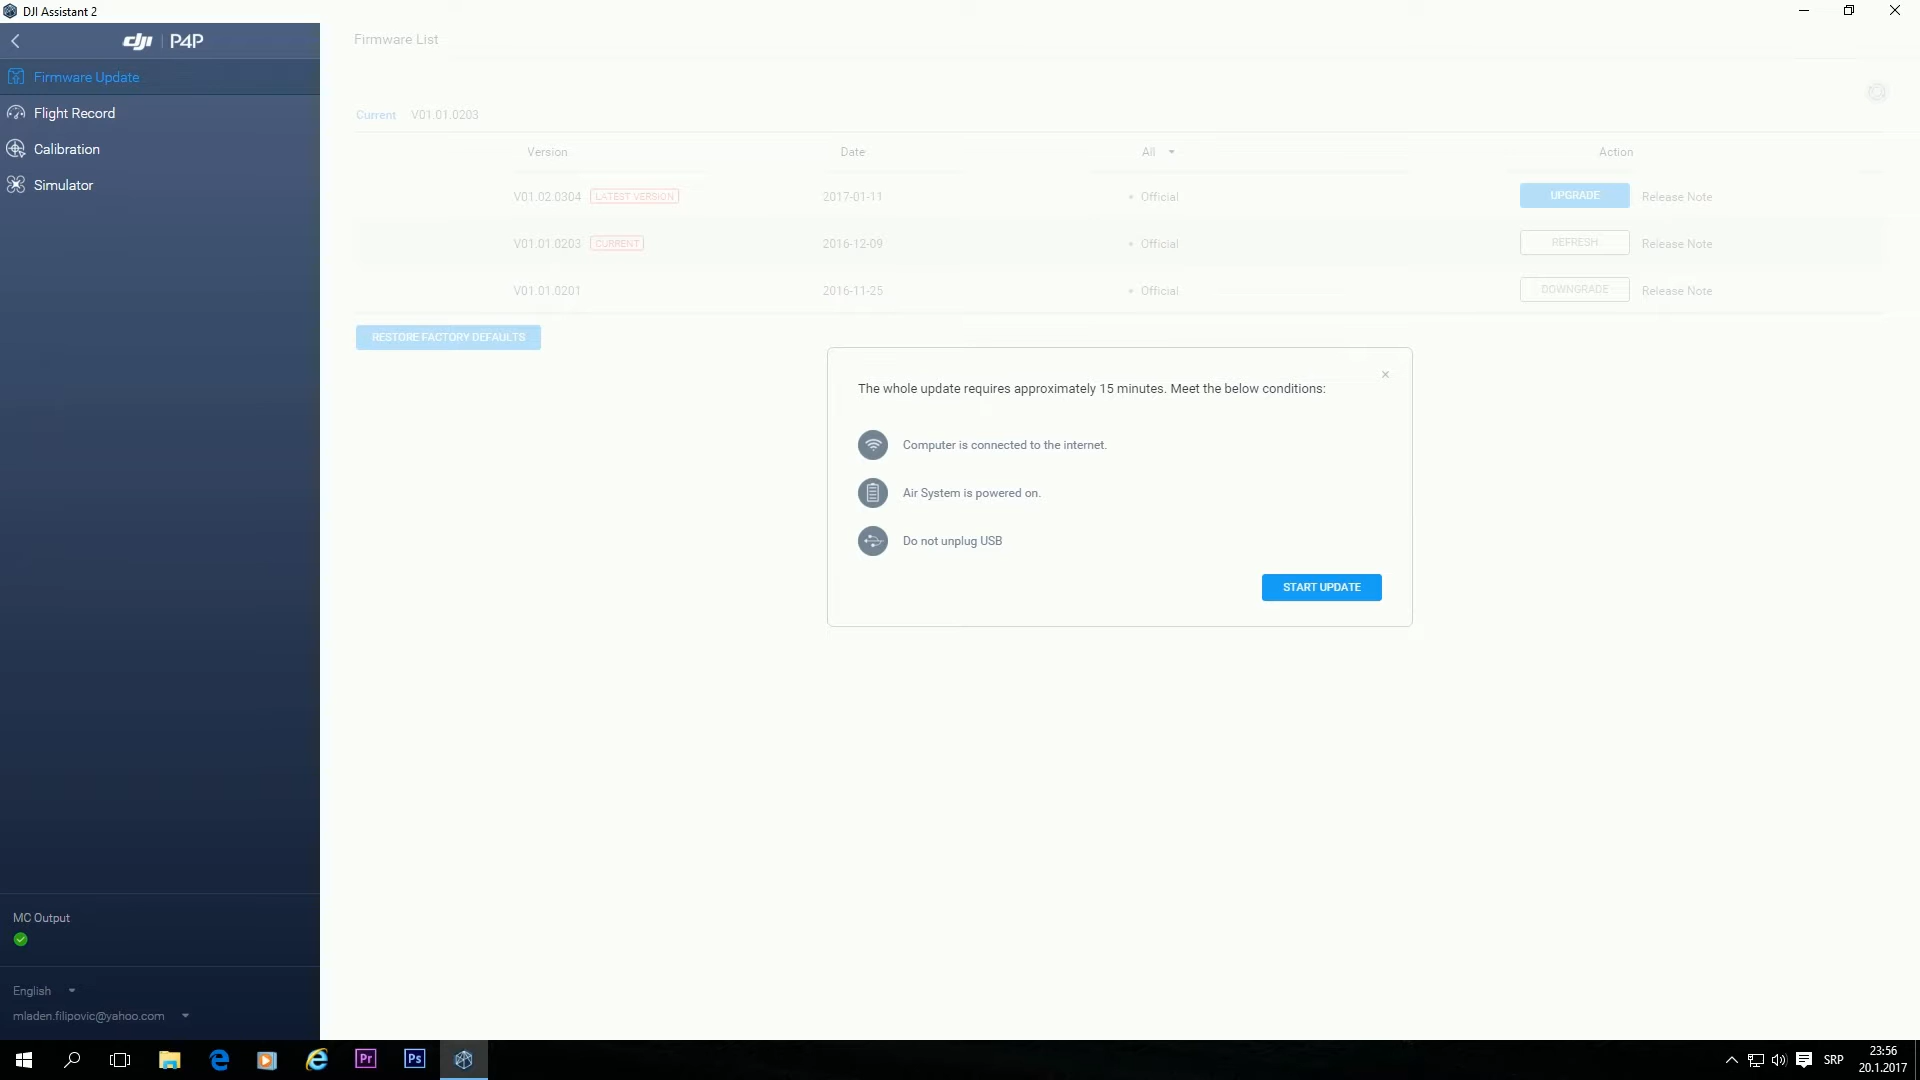 DJI Assistant 2
dji P4P
Firmware Update
Flight Record
Calibration
Simulator
Firmware List
Current V01.01.0203
Version Date All Action
V01.02.0304 LATEST VERSION 2017-01-11 • Official UPGRADE Release Note
V01.01.0203 CURRENT 2016-12-09 • Official REFRESH Release Note
V01.01.0201 2016-11-25 • Official DOWNGRADE Release Note
RESTORE FACTORY DEFAULTS
The whole update requires approximately 15 minutes. Meet the below conditions:
Computer is connected to the internet.
Air System is powered on.
Do not unplug USB
START UPDATE
MC Output
English
mladen.filipovic@yahoo.com
Pr
Ps
SRP
23:56
20.1.2017